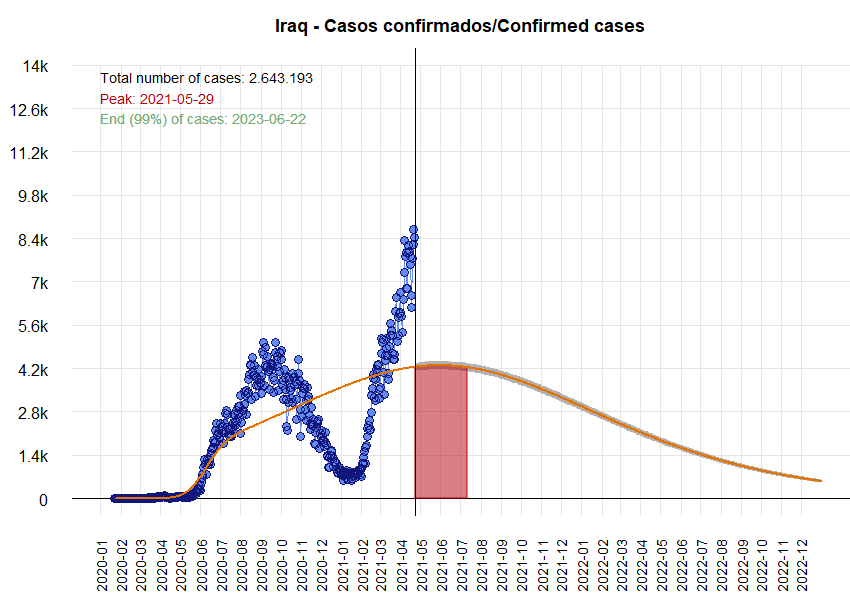 Iraq - Casos confirmados/Confirmed cases
Total number of cases: 2.643.193
Peak: 2021-05-29
End (99%) of cases: 2023-06-22
14k
12.6k
11.2k
9.8k
8.4k
7k
5.6k
4.2k
2.8k
1.4k
0
2020-01
2020-02
2020-03
2020-04
2020-05
2020-06
2020-07
2020-08
2020-09
2020-10
2020-11
2020-12
2021-01
2021-02
2021-03
2021-04
2021-05
2021-06
2021-07
2021-08
2021-09
2021-10
2021-11
2021-12
2022-01
2022-02
2022-03
2022-04
2022-05
2022-06
2022-07
2022-08
2022-09
2022-10
2022-11
2022-12